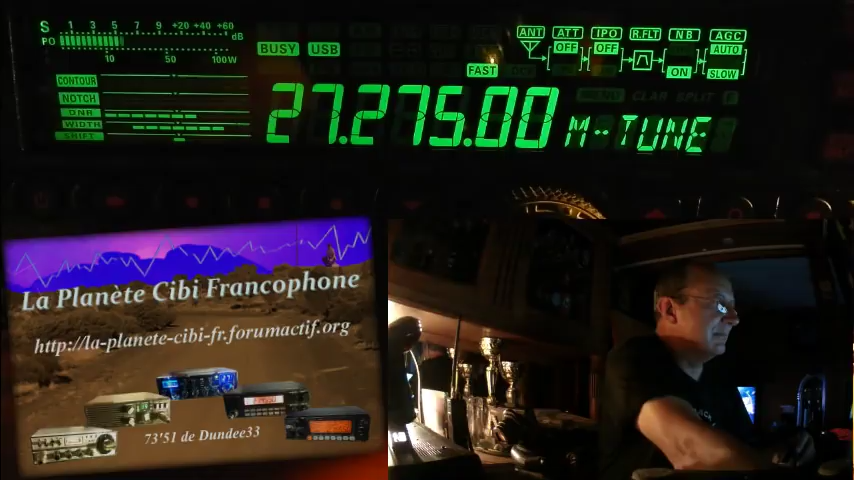 S 1 3 5 7 9 +20 +40 +60 dB
PO 10 50 100W
BUSY USB
FAST
ANT ATT IPO R.FLT NB AGC
OFF OFF AUTO
ON SLOW
CONTOUR
NOTCH
DNR
WIDTH
SHIFT
27.275.00 M-TUNE
CLAR SPLIT
La Planète Cibi Francophone
http://la-planete-cibi-fr.forumactif.org
73'51 de Dundee33